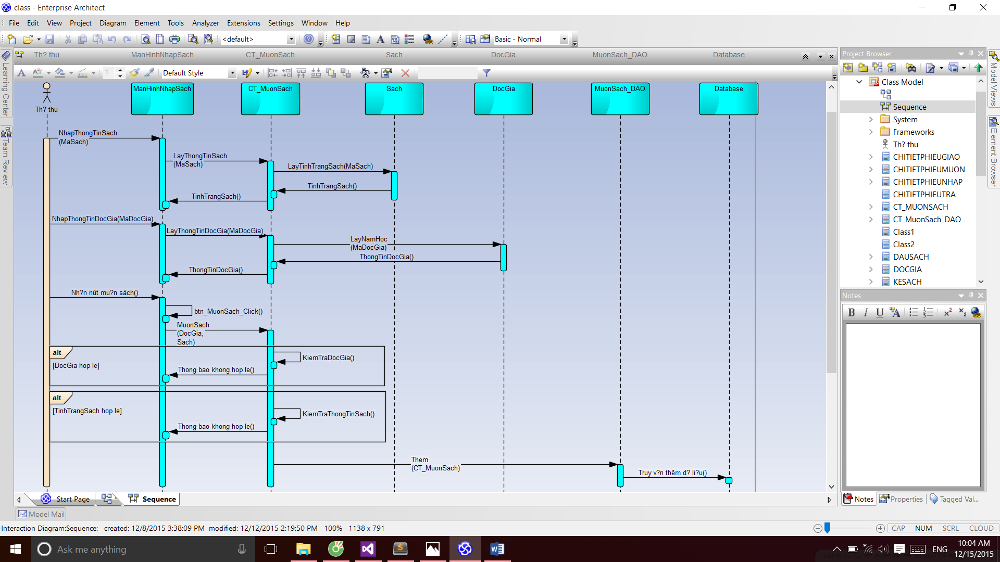 class - Enterprise Architect
File Edit View Project Diagram Element Tools Analyzer Extensions Settings Window Help
<default>
Basic - Normal
Th? thu ManHinhNhapSach CT_MuonSach Sach DocGia MuonSach_DAO Database
1 Default Style
Learning Center
Team Review
Th? thu
ManHinhNhapSach
CT_MuonSach
Sach
DocGia
MuonSach_DAO
Database
NhapThongTinSach
(MaSach)
LayThongTinSach
(MaSach)
LayTinhTrangSach(MaSach)
TinhTrangSach()
TinhTrangSach()
NhapThongTinDocGia(MaDocGia)
LayThongTinDocGia(MaDocGia)
LayNamHoc
(MaDocGia)
ThongTinDocGia()
ThongTinDocGia()
Nh?n nút mu?n sách()
btn_MuonSach_Click()
MuonSach
(DocGia,
Sach)
alt
[DocGia hop le]
KiemTraDocGia()
Thong bao khong hop le()
alt
[TinhTrangSach hop le]
KiemTraThongTinSach()
Thong bao khong hop le()
Them
(CT_MuonSach)
Truy v?n thêm d? li?u()
Start Page
Sequence
Model Mail
Project Browser
Class Model
Sequence
System
Frameworks
Th? thu
CHITIETPHIEUGIAO
CHITIETPHIEUMUON
CHITIETPHIEUNHAP
CHITIETPHIEUTRA
CT_MUONSACH
CT_MuonSach_DAO
Class1
Class2
DAUSACH
DOCGIA
KESACH
Model Views
Element Browser
Notes
B I U A x² x₂
Notes Properties Tagged Val...
Interaction Diagram:Sequence: created: 12/8/2015 3:38:09 PM modified: 12/12/2015 2:19:50 PM 100% 1138 x 791
CAP NUM SCRL CLOUD
Ask me anything
ENG
10:04 AM
12/15/2015